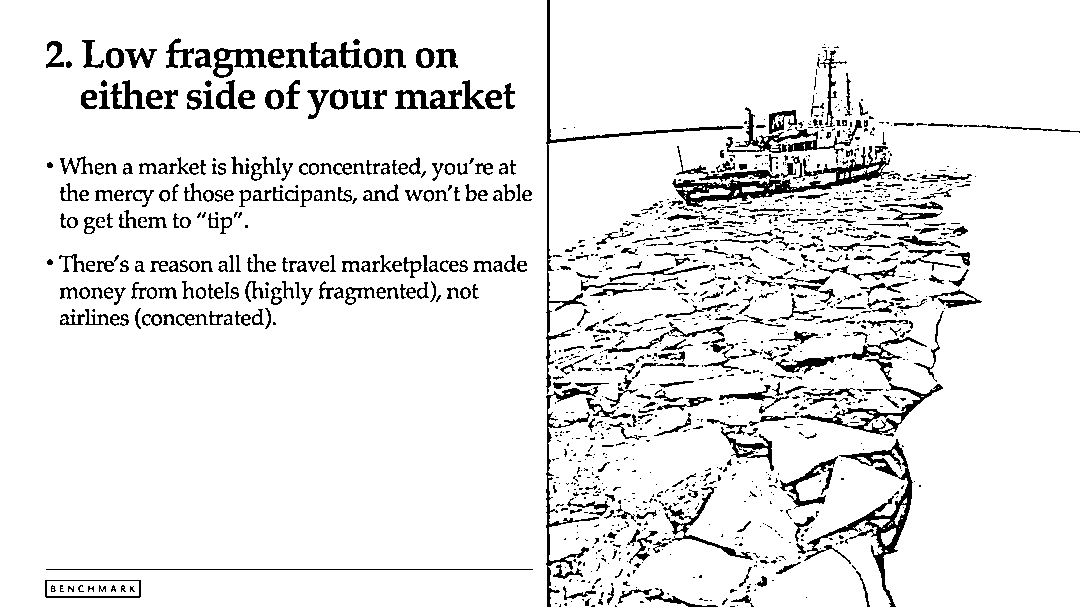 2. Low fragmentation on
either side of your market
• When a market is highly concentrated, you're at
the mercy of those participants, and won't be able
to get them to “tip”.
• There's a reason all the travel marketplaces made
money from hotels (highly fragmented), not
airlines (concentrated).
BENCHMARK